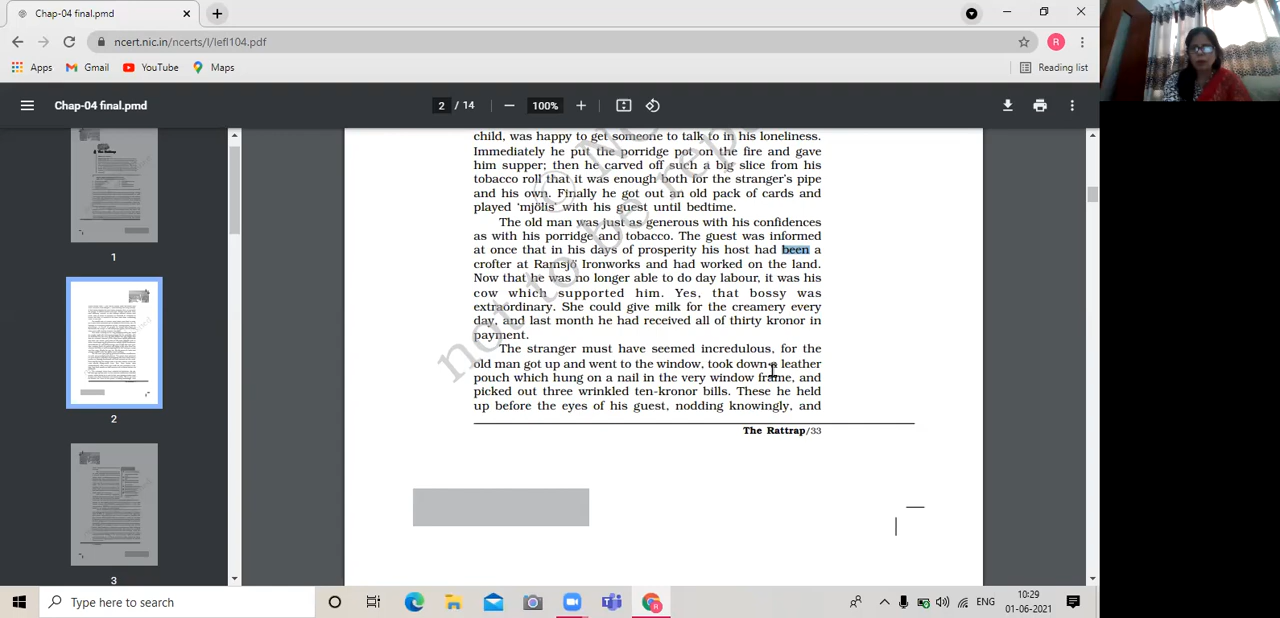 Chap-04 final.pmd
ncert.nic.in/ncerts/l/lefl104.pdf
R
Apps Gmail YouTube Maps Reading list
Chap-04 final.pmd 2 / 14 100%
1
2
3
child, was happy to get someone to talk to in his loneliness.
Immediately he put the porridge pot on the fire and gave
him supper; then he carved off such a big slice from his
tobacco roll that it was enough both for the stranger's pipe
and his own. Finally he got out an old pack of cards and
played 'mjölis' with his guest until bedtime.
The old man was just as generous with his confidences
as with his porridge and tobacco. The guest was informed
at once that in his days of prosperity his host had been a
crofter at Ramsjö Ironworks and had worked on the land.
Now that he was no longer able to do day labour, it was his
cow which supported him. Yes, that bossy was
extraordinary. She could give milk for the creamery every
day, and last month he had received all of thirty kronor in
payment.
The stranger must have seemed incredulous, for the
old man got up and went to the window, took down a leather
pouch which hung on a nail in the very window frame, and
picked out three wrinkled ten-kronor bills. These he held
up before the eyes of his guest, nodding knowingly, and
The Rattrap/33
not to be rep
Type here to search
ENG
10:29
01-06-2021